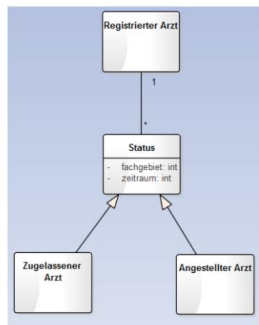 Registrierter Arzt
1
*
Status
- fachgebiet: int
- zeitraum: int
Zugelassener
Arzt
Angestellter Arzt